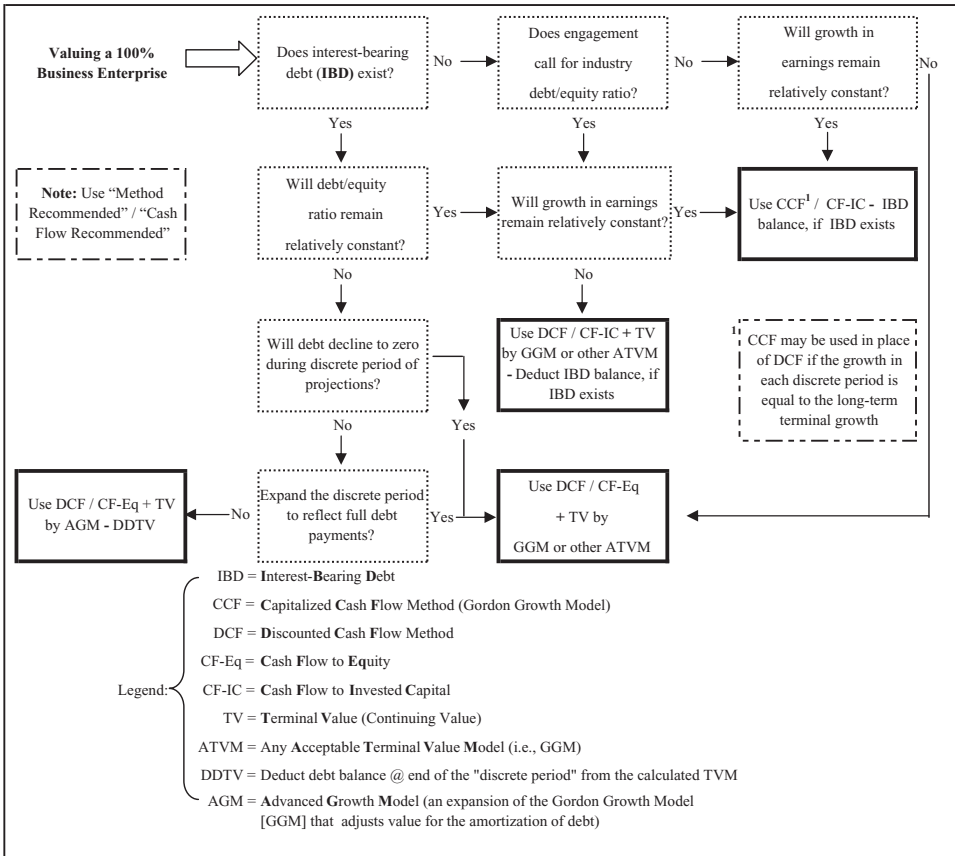 Valuing a 100%
Business Enterprise
Does interest-bearing
debt (IBD) exist?
No
Does engagement
call for industry
debt/equity ratio?
No
Will growth in
earnings remain
relatively constant?
No
Yes
Yes
Yes
Note: Use “Method
Recommended” / “Cash
Flow Recommended”
Will debt/equity
ratio remain
relatively constant?
Yes
Will growth in earnings
remain relatively constant?
Yes
Use CCF1 / CF-IC - IBD
balance, if IBD exists
No
No
Will debt decline to zero
during discrete period of
projections?
Use DCF / CF-IC + TV
by GGM or other ATVM
- Deduct IBD balance, if
IBD exists
1
CCF may be used in place
of DCF if the growth in
each discrete period is
equal to the long-term
terminal growth
Yes
No
Use DCF / CF-Eq + TV
by AGM - DDTV
No
Expand the discrete period
to reflect full debt
payments?
Yes
Use DCF / CF-Eq
+ TV by
GGM or other ATVM
Legend:
IBD = Interest-Bearing Debt
CCF = Capitalized Cash Flow Method (Gordon Growth Model)
DCF = Discounted Cash Flow Method
CF-Eq = Cash Flow to Equity
CF-IC = Cash Flow to Invested Capital
TV = Terminal Value (Continuing Value)
ATVM = Any Acceptable Terminal Value Model (i.e., GGM)
DDTV = Deduct debt balance @ end of the "discrete period" from the calculated TVM
AGM = Advanced Growth Model (an expansion of the Gordon Growth Model
[GGM] that adjusts value for the amortization of debt)